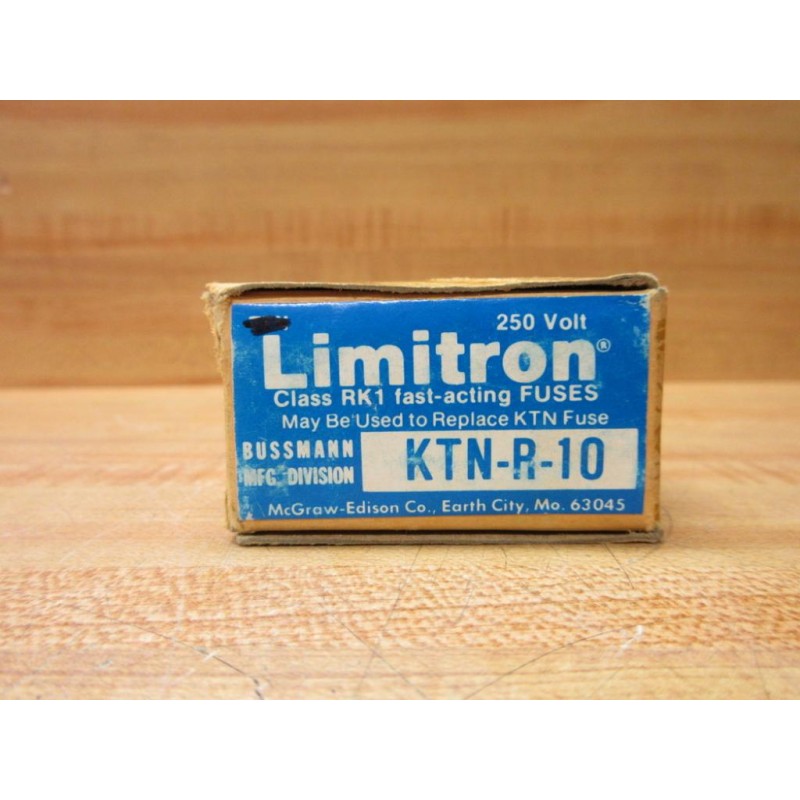 250 Volt
Limitron®
Class RK1 fast-acting FUSES
May Be Used to Replace KTN Fuse
BUSSMANN
MFG. DIVISION
KTN-R-10
McGraw-Edison Co., Earth City, Mo. 63045